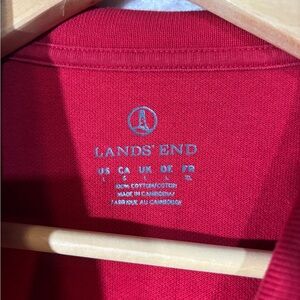 LANDS' END
US CA UK DE FR
100% COTTON/COTON
MADE IN CAMBODIA/
FABRIQUÉ AU CAMBODGE